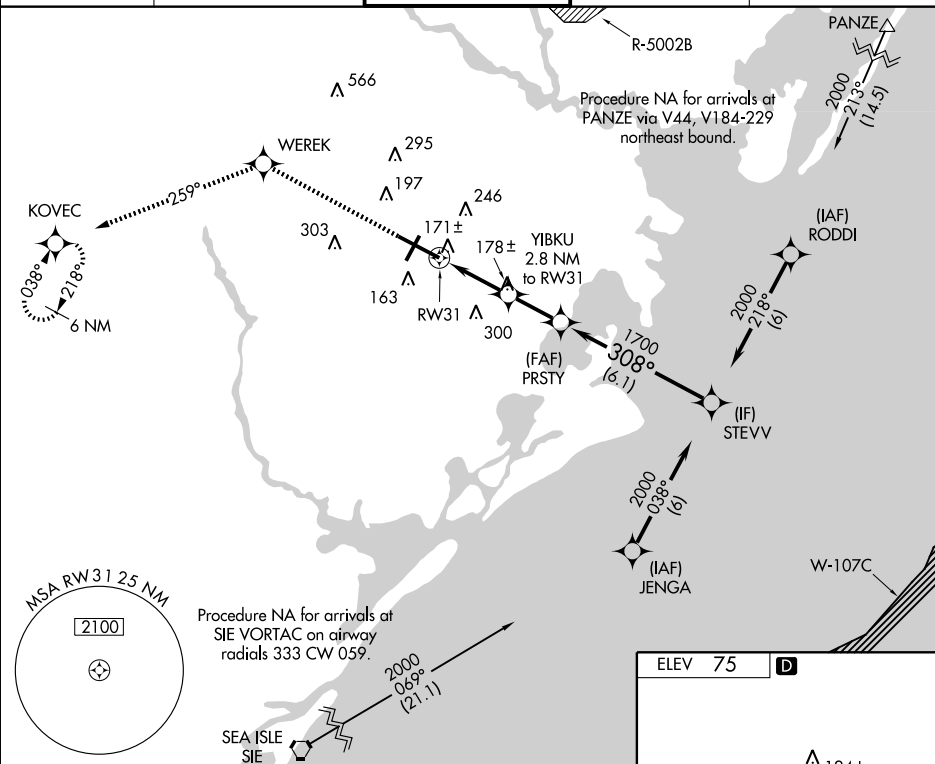 R-5002B
PANZE
2000
213°
(14.5)
Procedure NA for arrivals at
PANZE via V44, V184-229
northeast bound.
566
WEREK
295
197
246
259°
KOVEC
303
171±
178±
YIBKU
2.8 NM
to RW31
(IAF)
RODDI
038°
218°
6 NM
163
RW31
300
2000
218°
(6)
(FAF)
PRSTY
1700
308°
(6.1)
(IF)
STEVV
2000
038°
(6)
(IAF)
JENGA
W-107C
MSA RW31 25 NM
2100
Procedure NA for arrivals at
SIE VORTAC on airway
radials 333 CW 059.
2000
069°
(21.1)
SEA ISLE
SIE
ELEV 75
D